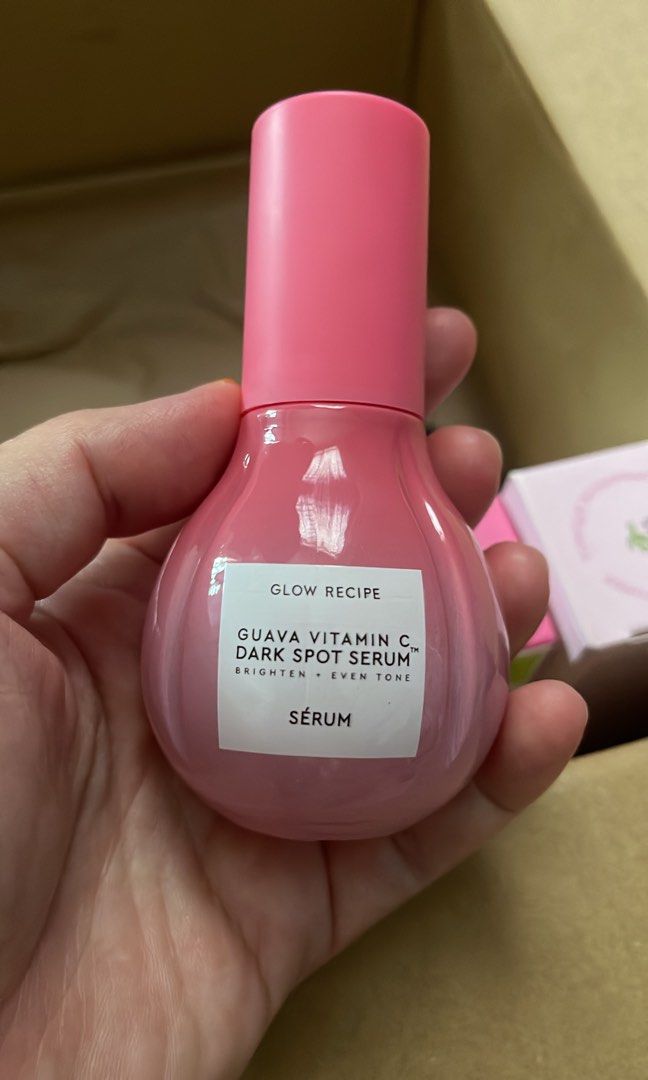 GLOW RECIPE
GUAVA VITAMIN C
DARK SPOT SERUM™
BRIGHTEN + EVEN TONE
SÉRUM